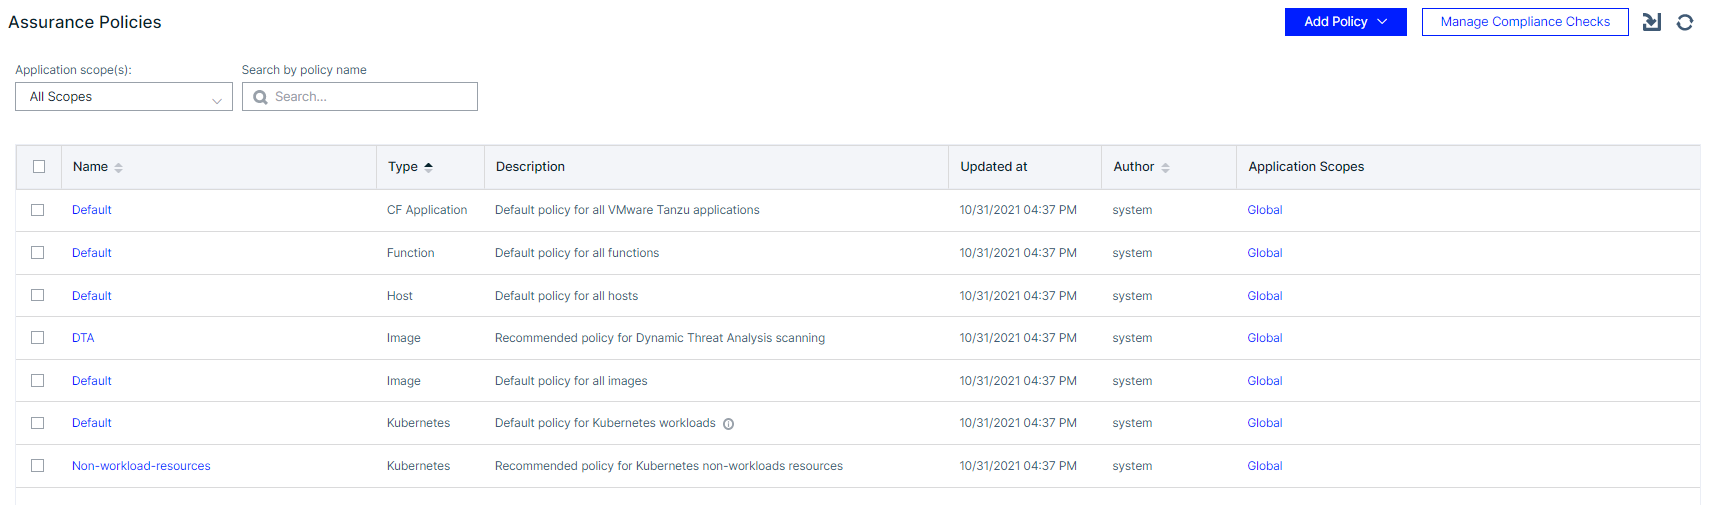 Assurance Policies
Add Policy
Manage Compliance Checks
Application scope(s):
Search by policy name
All Scopes
Search...
Name Type Description Updated at Author Application Scopes
Default CF Application Default policy for all VMware Tanzu applications 10/31/2021 04:37 PM system Global
Default Function Default policy for all functions 10/31/2021 04:37 PM system Global
Default Host Default policy for all hosts 10/31/2021 04:37 PM system Global
DTA Image Recommended policy for Dynamic Threat Analysis scanning 10/31/2021 04:37 PM system Global
Default Image Default policy for all images 10/31/2021 04:37 PM system Global
Default Kubernetes Default policy for Kubernetes workloads 10/31/2021 04:37 PM system Global
Non-workload-resources Kubernetes Recommended policy for Kubernetes non-workloads resources 10/31/2021 04:37 PM system Global